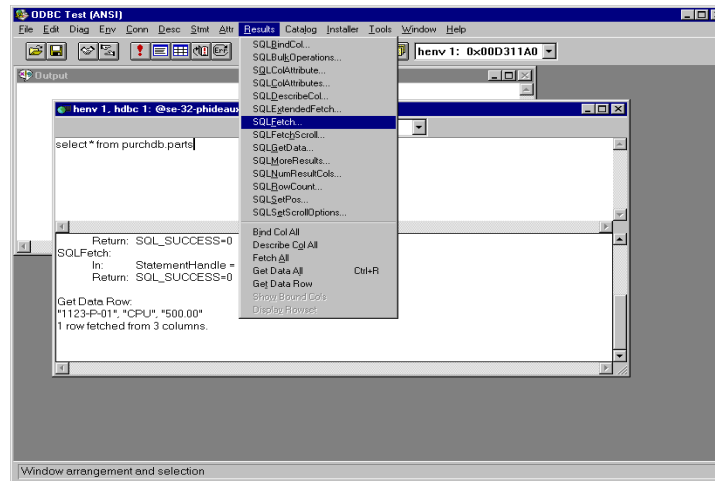 ODBC Test (ANSI)
File Edit Diag Env Conn Desc Stmt Attr Results Catalog Installer Tools Window Help
henv 1: 0x00D311A0
Output
henv 1, hdbc 1: @se-32-phideaux
select * from purchdb.parts
SQLBindCol...
SQLBulkOperations...
SQLColAttribute...
SQLColAttributes...
SQLDescribeCol...
SQLExtendedFetch...
SQLFetch...
SQLFetchScroll...
SQLGetData...
SQLMoreResults...
SQLNumResultCols...
SQLRowCount...
SQLSetPos...
SQLSetScrollOptions...
Bind Col All
Describe Col All
Fetch All
Get Data All Ctrl+R
Get Data Row
Show Bound Cols
Display Rowset
Return: SQL_SUCCESS=0
SQLFetch:
In: StatementHandle =
Return: SQL_SUCCESS=0
Get Data Row:
"1123-P-01", "CPU", "500.00"
1 row fetched from 3 columns.
Window arrangement and selection